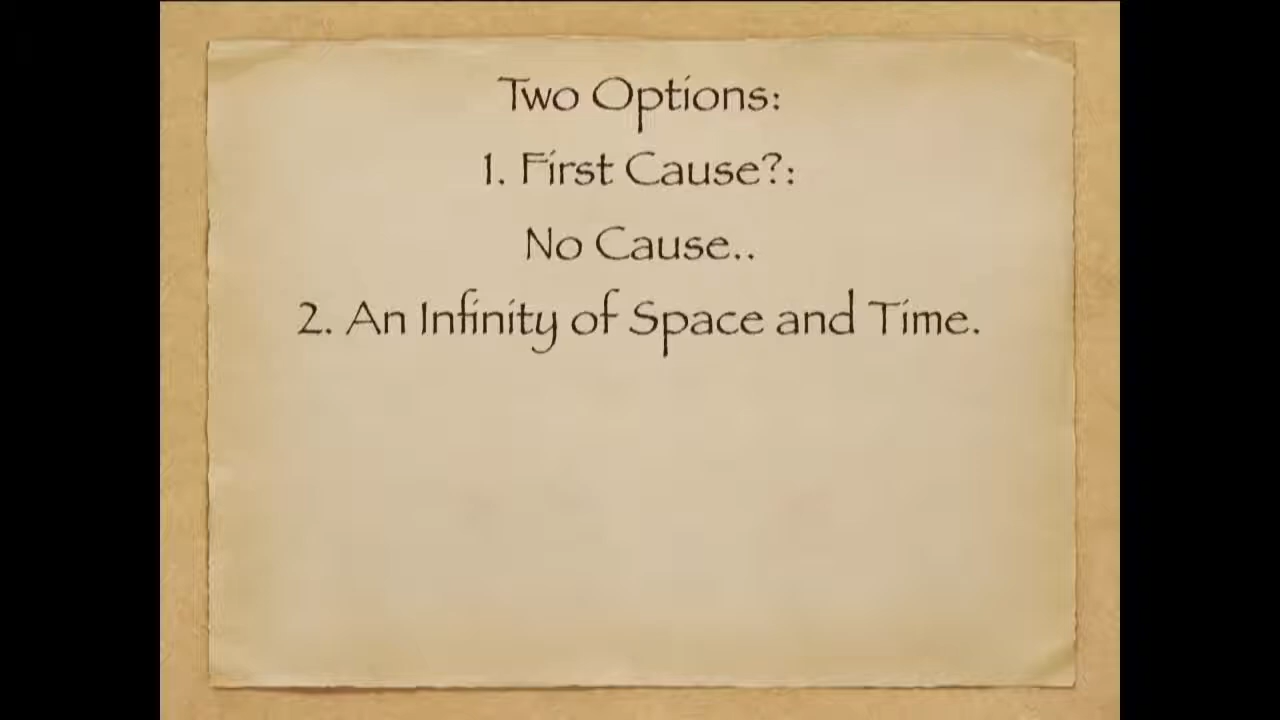 Two Options:
1. First Cause?:
No Cause..
2. An Infinity of Space and Time.